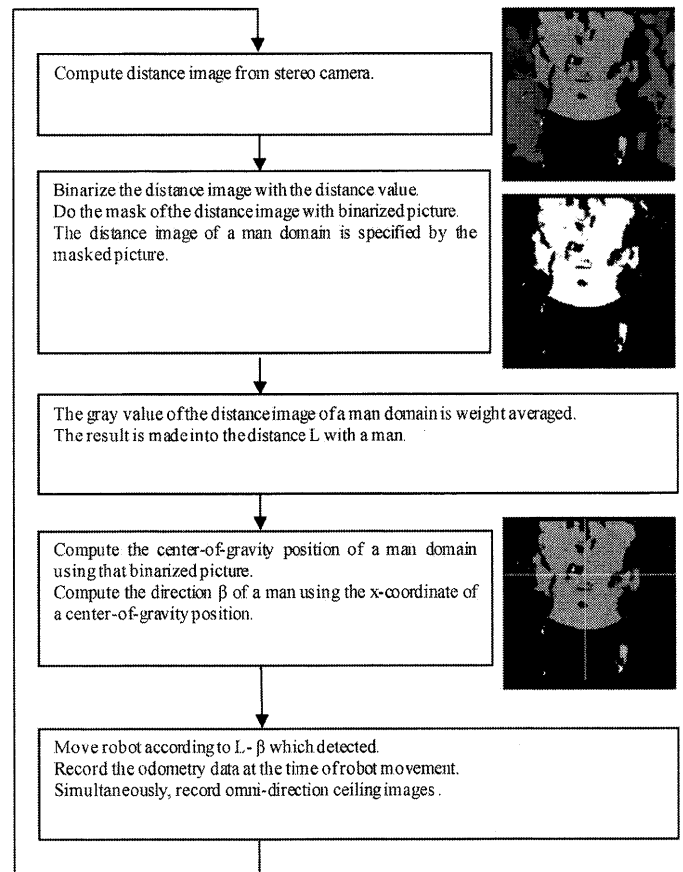 Compute distance image from stereo camera.
Binarize the distance image with the distance value.
Do the mask of the distance image with binarized picture.
The distance image of a man domain is specified by the
masked picture.
The gray value of the distance image of a man domain is weight averaged.
The result is made into the distance L with a man.
Compute the center-of-gravity position of a man domain
using that binarized picture.
Compute the direction β of a man using the x-coordinate of
a center-of-gravity position.
Move robot according to L- β which detected.
Record the odometry data at the time of robot movement.
Simultaneously, record omni-direction ceiling images .